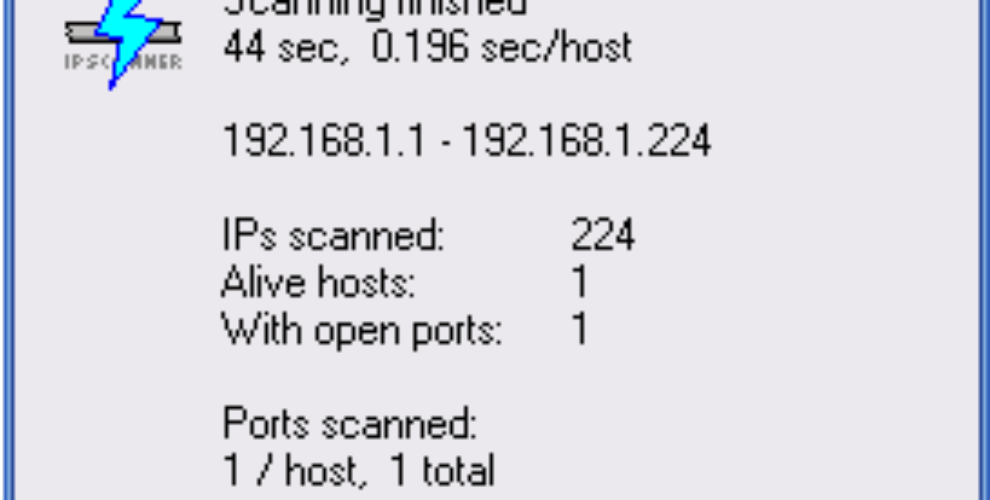 Scanning finished
44 sec, 0.196 sec/host
192.168.1.1 - 192.168.1.224
IPs scanned: 224
Alive hosts: 1
With open ports: 1
Ports scanned:
1 / host, 1 total